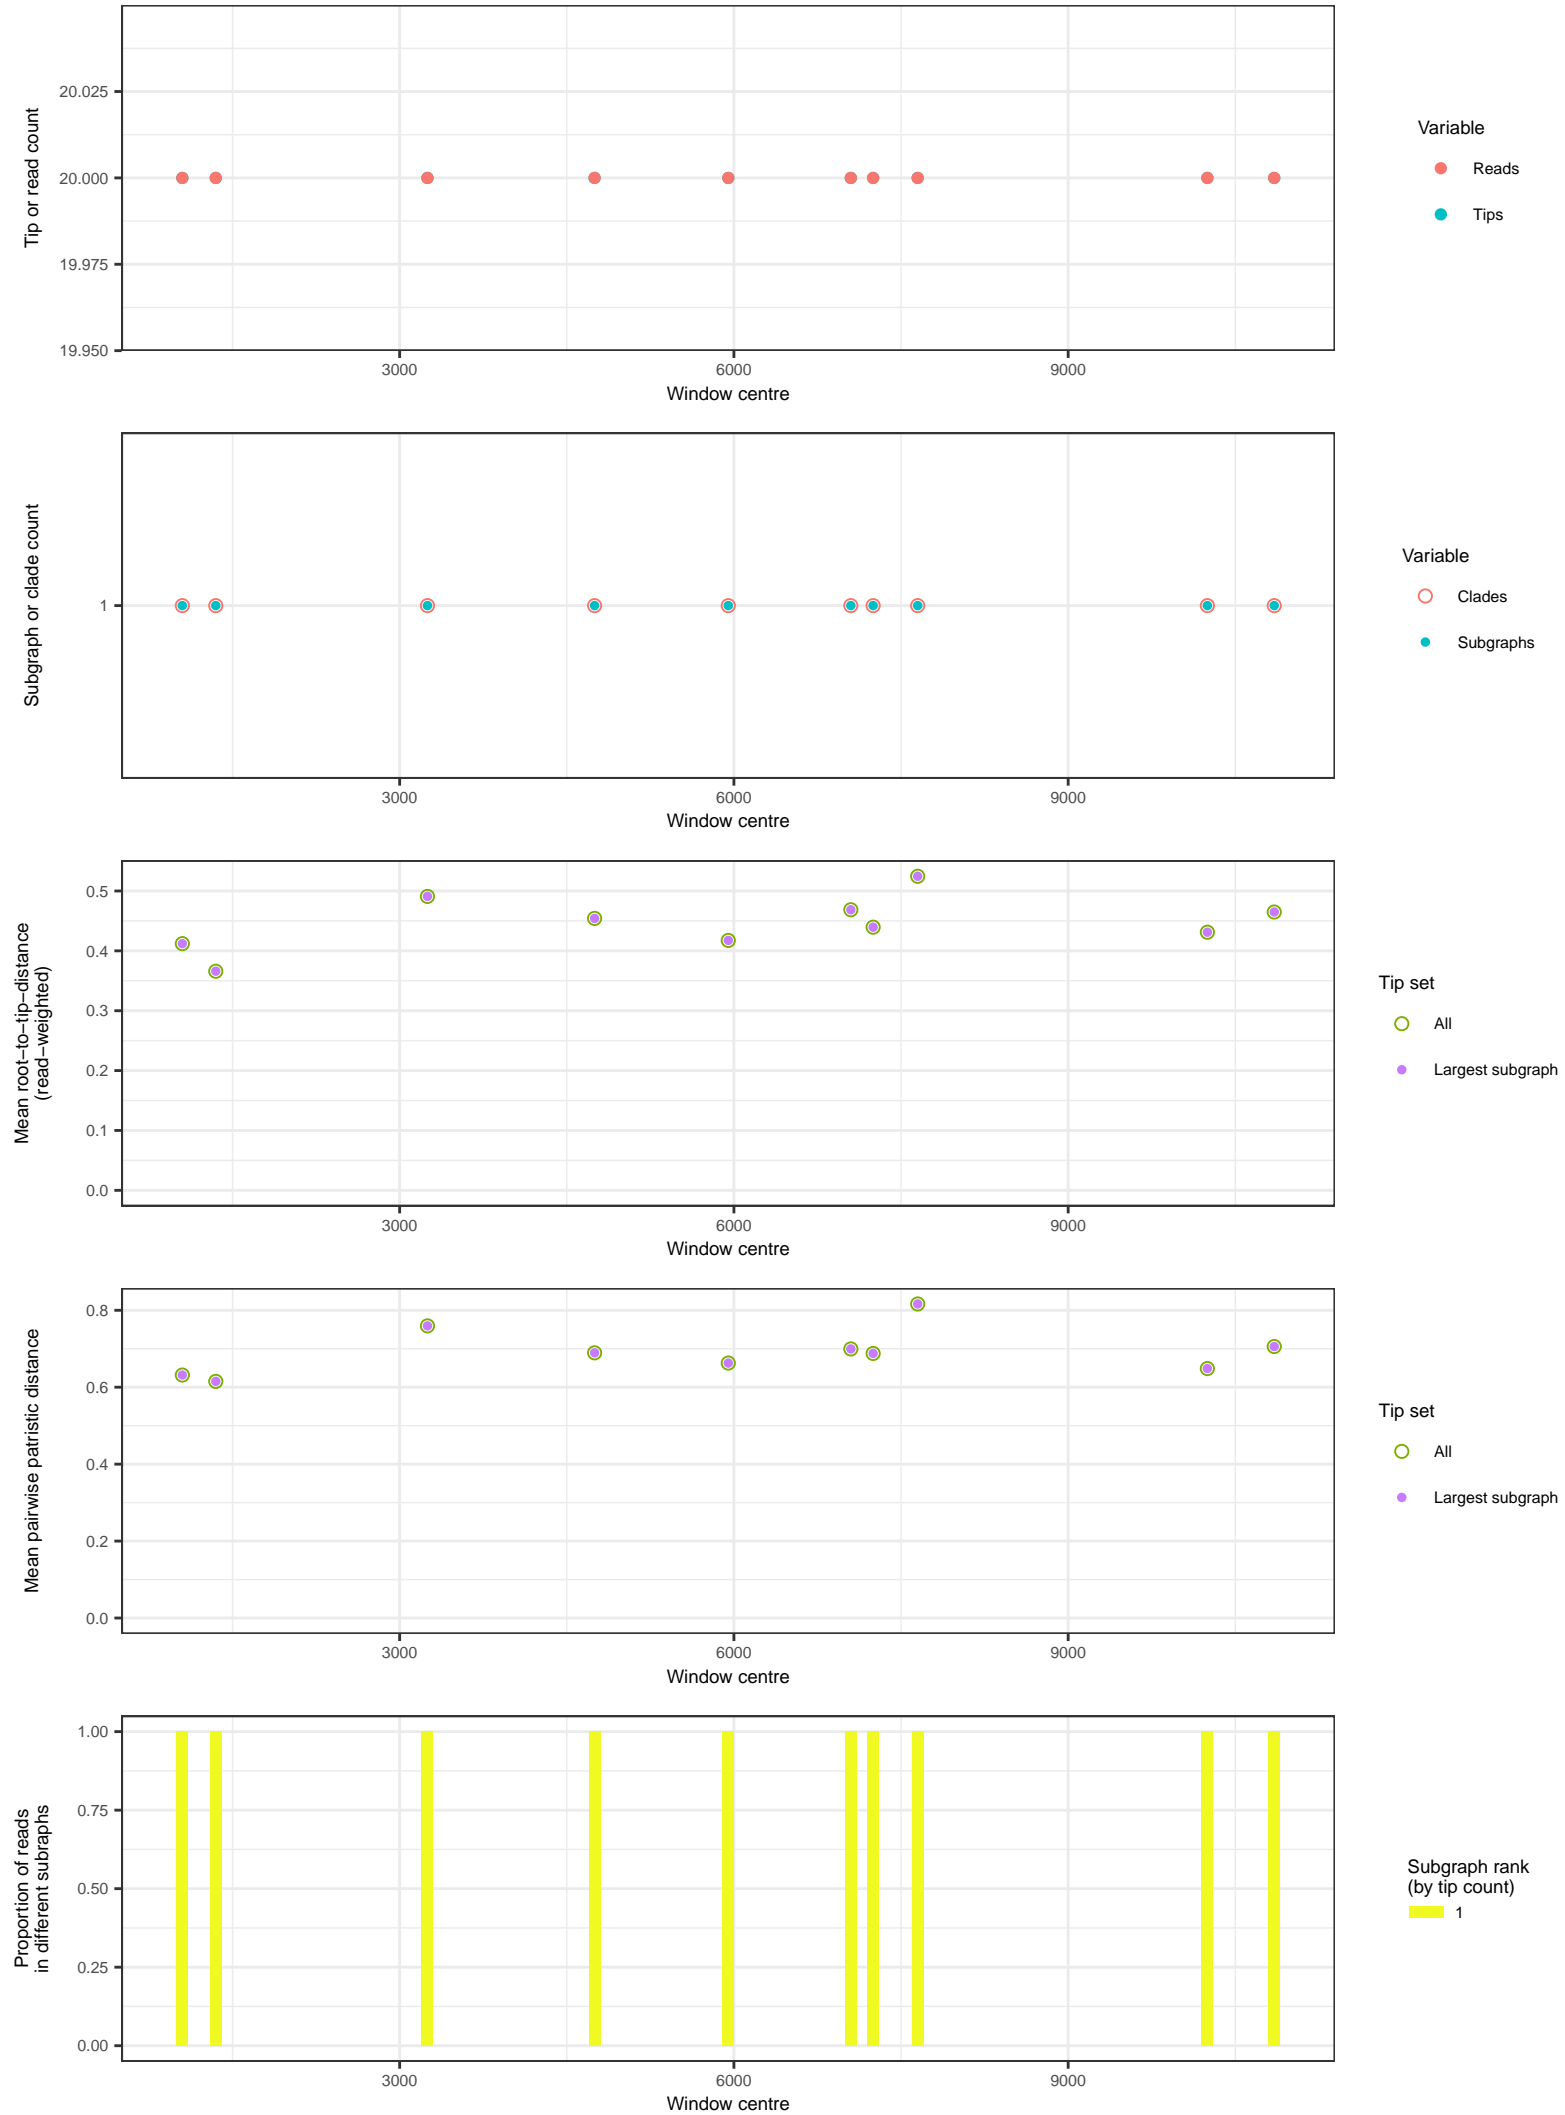 Tip or read count
20.025
20.000
19.975
19.950
3000
6000
9000
Window centre
Variable
Reads
Tips
Subgraph or clade count
1
3000
6000
9000
Window centre
Variable
Clades
Subgraphs
Mean root−to−tip−distance
(read−weighted)
0.5
0.4
0.3
0.2
0.1
0.0
3000
6000
9000
Window centre
Tip set
All
Largest subgraph
Mean pairwise patristic distance
0.8
0.6
0.4
0.2
0.0
3000
6000
9000
Window centre
Tip set
All
Largest subgraph
Proportion of reads
in different subraphs
1.00
0.75
0.50
0.25
0.00
3000
6000
9000
Window centre
Subgraph rank
(by tip count)
1